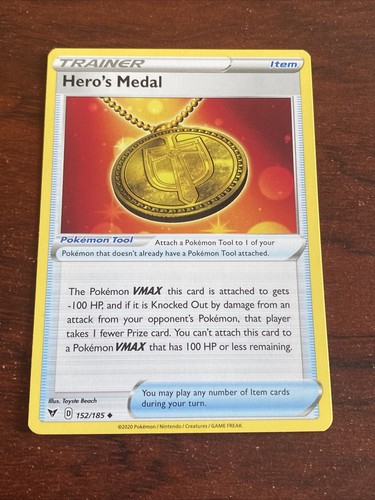 TRAINER Item
Hero's Medal
Pokémon Tool Attach a Pokémon Tool to 1 of your
Pokémon that doesn't already have a Pokémon Tool attached.
The Pokémon VMAX this card is attached to gets
-100 HP, and if it is Knocked Out by damage from an
attack from your opponent's Pokémon, that player
takes 1 fewer Prize card. You can't attach this card to
a Pokémon VMAX that has 100 HP or less remaining.
Illus. Toyste Beach
You may play any number of Item cards
during your turn.
D 152/185
©2020 Pokémon / Nintendo / Creatures / GAME FREAK